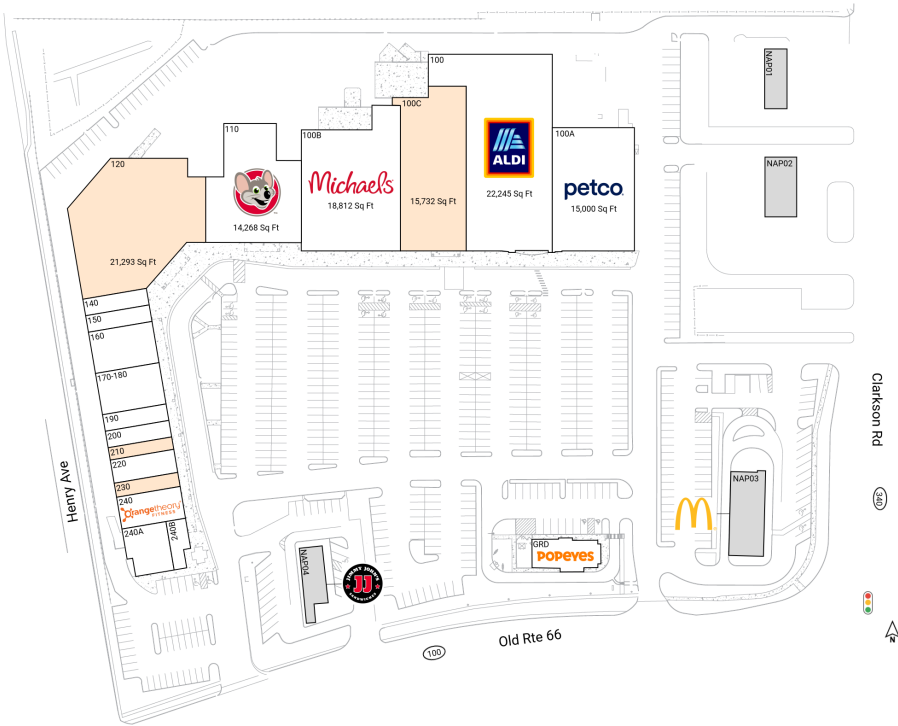 100
100C
110
100B
100A
120
ALDI
Michaels
petco
18,812 Sq Ft
15,732 Sq Ft
22,245 Sq Ft
15,000 Sq Ft
14,268 Sq Ft
21,293 Sq Ft
NAP01
NAP02
140
150
160
170-180
190
200
210
220
230
240
Orangetheory
FITNESS
240A
240B
Henry Ave
Clarkson Rd
340
NAP03
NAP04
JIMMY JOHN'S
JJ
SANDWICHES
GRD
POPEYES
M
Old Rte 66
100
N